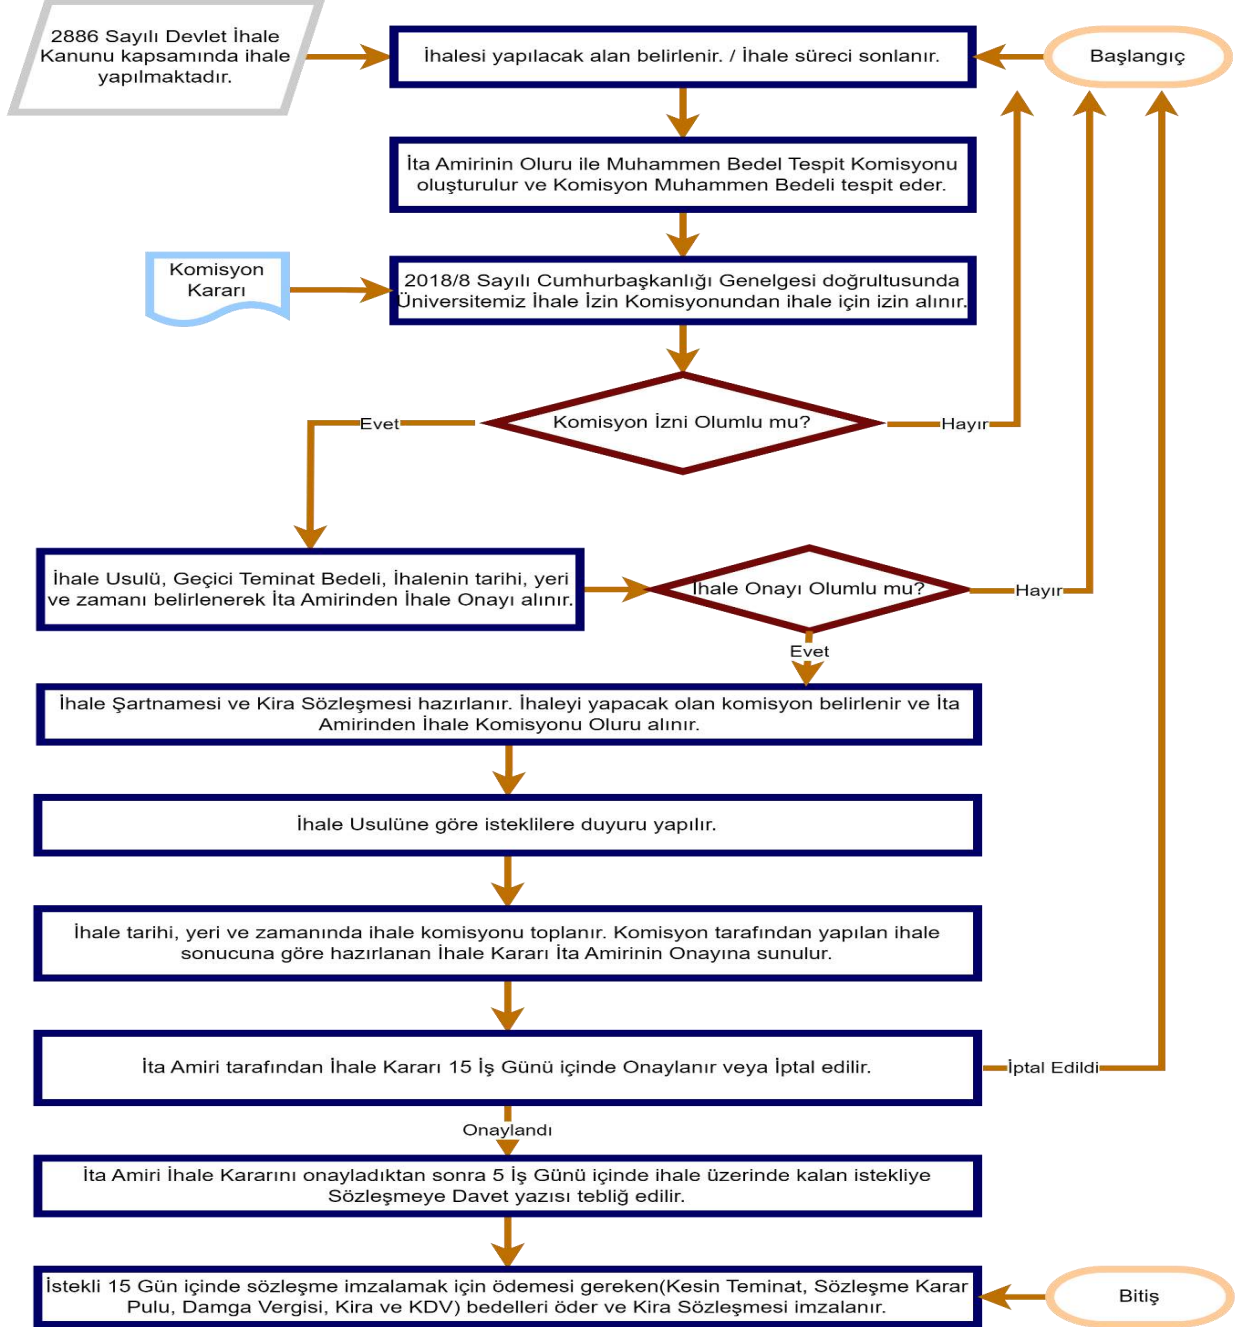 2886 Sayılı Devlet İhale
Kanunu kapsamında ihale
yapılmaktadır.
İhalesi yapılacak alan belirlenir. / İhale süreci sonlanır.
Başlangıç
İta Amirinin Oluru ile Muhammen Bedel Tespit Komisyonu
oluşturulur ve Komisyon Muhammen Bedeli tespit eder.
Komisyon
Kararı
2018/8 Sayılı Cumhurbaşkanlığı Genelgesi doğrultusunda
Üniversitemiz İhale İzin Komisyonundan ihale için izin alınır.
Komisyon İzni Olumlu mu?
Evet
Hayır
İhale Usulü, Geçici Teminat Bedeli, İhalenin tarihi, yeri
ve zamanı belirlenerek İta Amirinden İhale Onayı alınır.
İhale Onayı Olumlu mu?
Hayır
Evet
İhale Şartnamesi ve Kira Sözleşmesi hazırlanır. İhaleyi yapacak olan komisyon belirlenir ve İta
Amirinden İhale Komisyonu Oluru alınır.
İhale Usulüne göre isteklilere duyuru yapılır.
İhale tarihi, yeri ve zamanında ihale komisyonu toplanır. Komisyon tarafından yapılan ihale
sonucuna göre hazırlanan İhale Kararı İta Amirinin Onayına sunulur.
İta Amiri tarafından İhale Kararı 15 İş Günü içinde Onaylanır veya İptal edilir.
İptal Edildi
Onaylandı
İta Amiri İhale Kararını onayladıktan sonra 5 İş Günü içinde ihale üzerinde kalan istekliye
Sözleşmeye Davet yazısı tebliğ edilir.
İstekli 15 Gün içinde sözleşme imzalamak için ödemesi gereken(Kesin Teminat, Sözleşme Karar
Pulu, Damga Vergisi, Kira ve KDV) bedelleri öder ve Kira Sözleşmesi imzalanır.
Bitiş